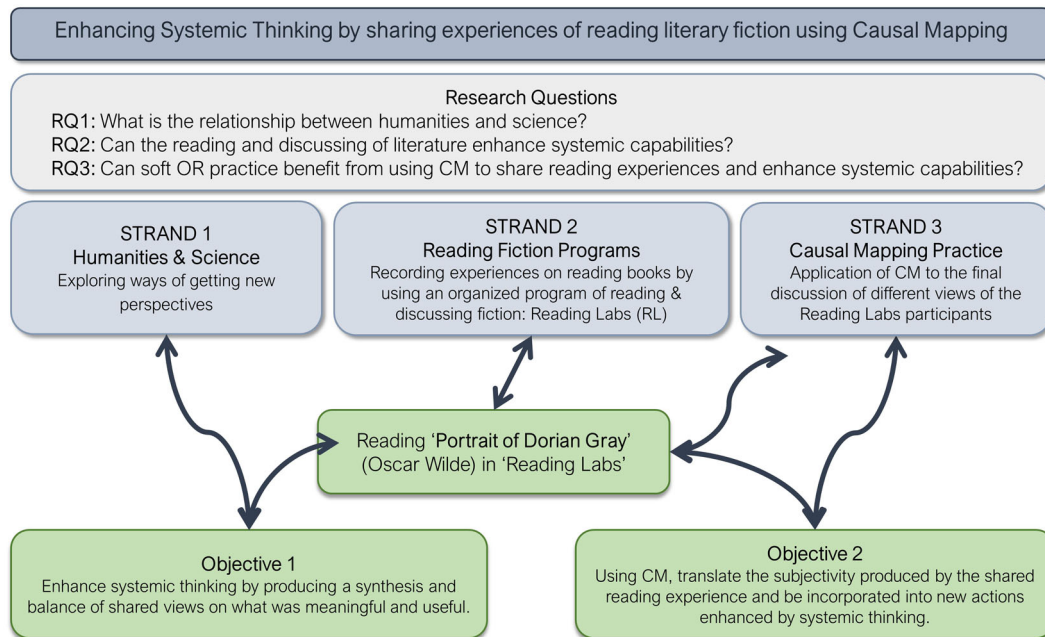 Enhancing Systemic Thinking by sharing experiences of reading literary fiction using Causal Mapping
Research Questions
RQ1: What is the relationship between humanities and science?
RQ2: Can the reading and discussing of literature enhance systemic capabilities?
RQ3: Can soft OR practice benefit from using CM to share reading experiences and enhance systemic capabilities?
STRAND 1
Humanities & Science
Exploring ways of getting new
perspectives
STRAND 2
Reading Fiction Programs
Recording experiences on reading books by
using an organized program of reading &
discussing fiction: Reading Labs (RL)
STRAND 3
Causal Mapping Practice
Application of CM to the final
discussion of different views of the
Reading Labs participants
Reading ‘Portrait of Dorian Gray’
(Oscar Wilde) in ‘Reading Labs’
Objective 1
Enhance systemic thinking by producing a synthesis and
balance of shared views on what was meaningful and useful.
Objective 2
Using CM, translate the subjectivity produced by the shared
reading experience and be incorporated into new actions
enhanced by systemic thinking.